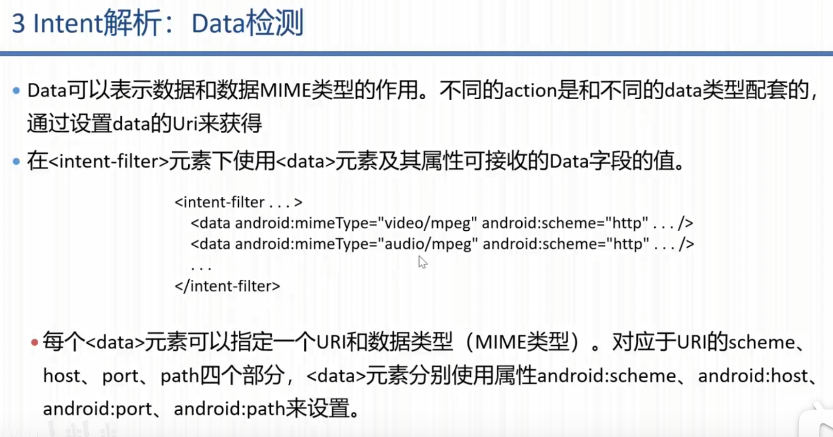 3 Intent解析：Data检测
• Data可以表示数据和数据MIME类型的作用。不同的action是和不同的data类型配套的，
通过设置data的Uri来获得
• 在<intent-filter>元素下使用<data>元素及其属性可接收的Data字段的值。
<intent-filter . . . >
<data android:mimeType="video/mpeg" android:scheme="http" . . . />
<data android:mimeType="audio/mpeg" android:scheme="http" . . . />
. . .
</intent-filter>
• 每个<data>元素可以指定一个URI和数据类型（MIME类型）。对应于URI的scheme、
host、port、path四个部分，<data>元素分别使用属性android:scheme、android:host、
android:port、android:path来设置。